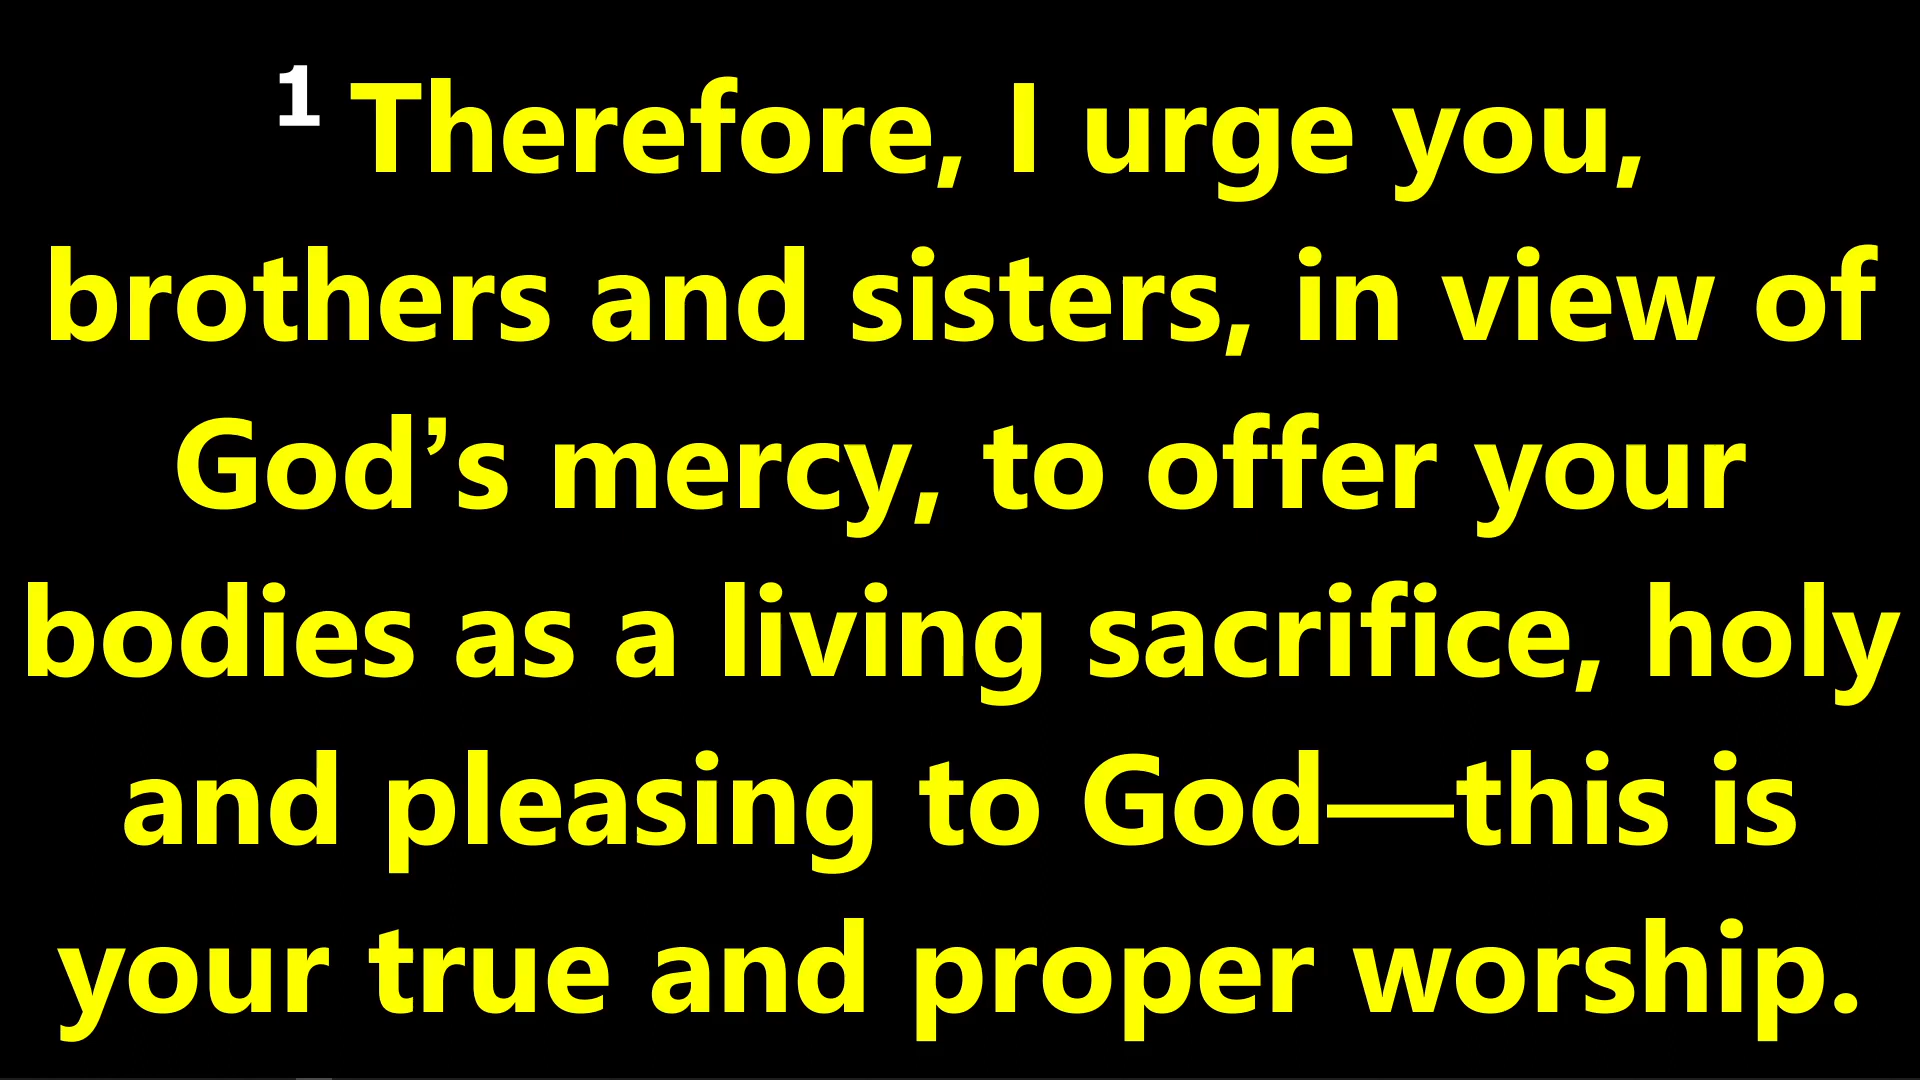 1 Therefore, I urge you,
brothers and sisters, in view of
God’s mercy, to offer your
bodies as a living sacrifice, holy
and pleasing to God—this is
your true and proper worship.